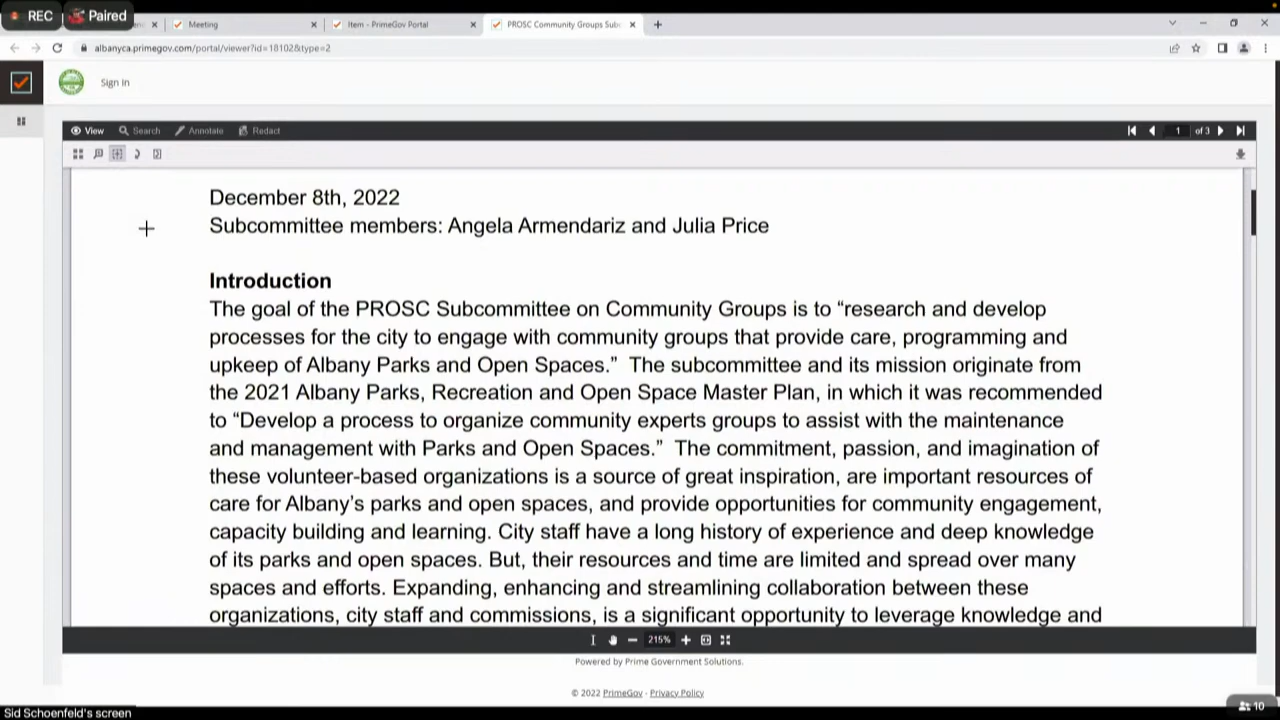 REC
Paired
Meeting
Item - PrimeGov Portal
PROSC Community Groups Sub
albanyca.primegov.com/portal/viewer?id=18102&type=2
Sign In
View
Search
Annotate
Redact
1 of 3
December 8th, 2022
Subcommittee members: Angela Armendariz and Julia Price
Introduction
The goal of the PROSC Subcommittee on Community Groups is to “research and develop
processes for the city to engage with community groups that provide care, programming and
upkeep of Albany Parks and Open Spaces.”  The subcommittee and its mission originate from
the 2021 Albany Parks, Recreation and Open Space Master Plan, in which it was recommended
to “Develop a process to organize community experts groups to assist with the maintenance
and management with Parks and Open Spaces.”  The commitment, passion, and imagination of
these volunteer-based organizations is a source of great inspiration, are important resources of
care for Albany’s parks and open spaces, and provide opportunities for community engagement,
capacity building and learning. City staff have a long history of experience and deep knowledge
of its parks and open spaces. But, their resources and time are limited and spread over many
spaces and efforts. Expanding, enhancing and streamlining collaboration between these
organizations, city staff and commissions, is a significant opportunity to leverage knowledge and
215%
Powered by Prime Government Solutions.
© 2022 PrimeGov - Privacy Policy
Sid Schoenfeld's screen
10